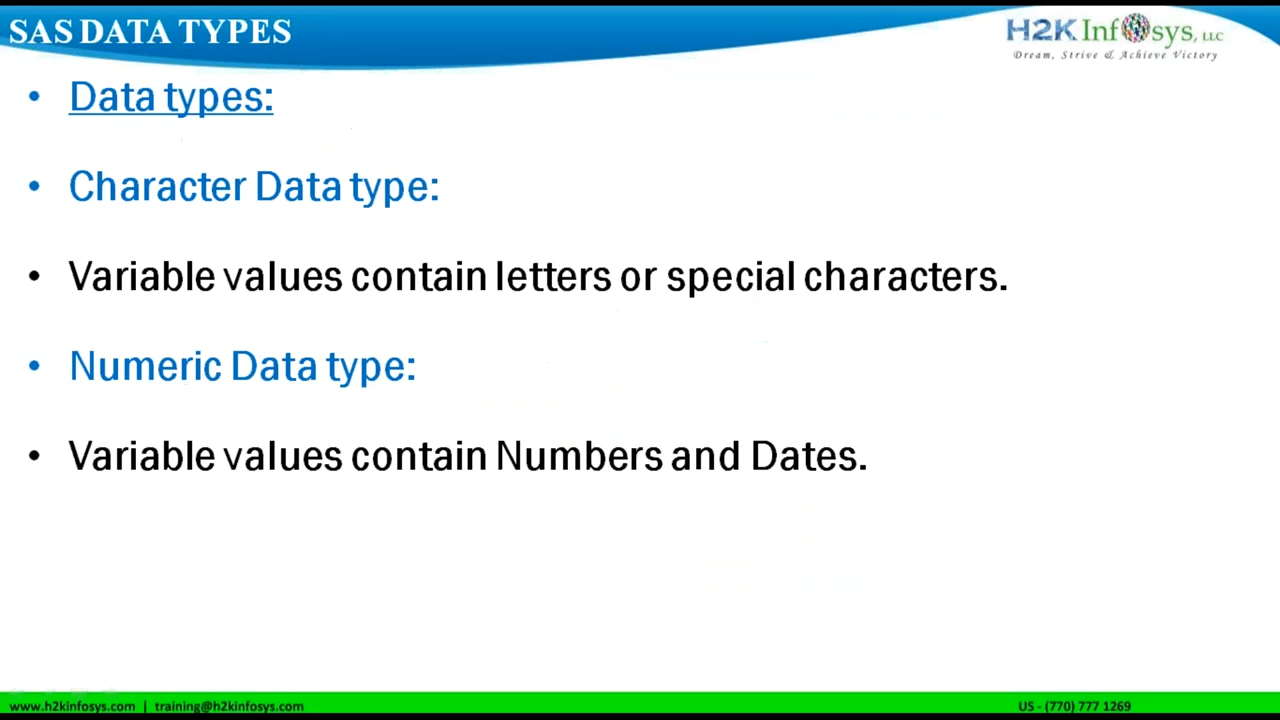 SAS DATA TYPES
H2K Infosys, LLC
Dream, Strive & Achieve Victory
• Data types:
• Character Data type:
• Variable values contain letters or special characters.
• Numeric Data type:
• Variable values contain Numbers and Dates.
www.h2kinfosys.com | training@h2kinfosys.com
US - (770) 777 1269